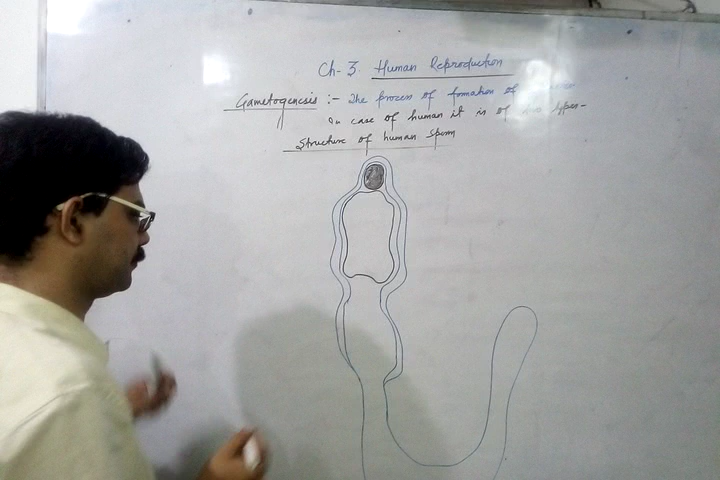 Ch- 3. Human Reproduction
Gametogenesis :- The process of formation of
In case of human it is of types-
Structure of human sperm